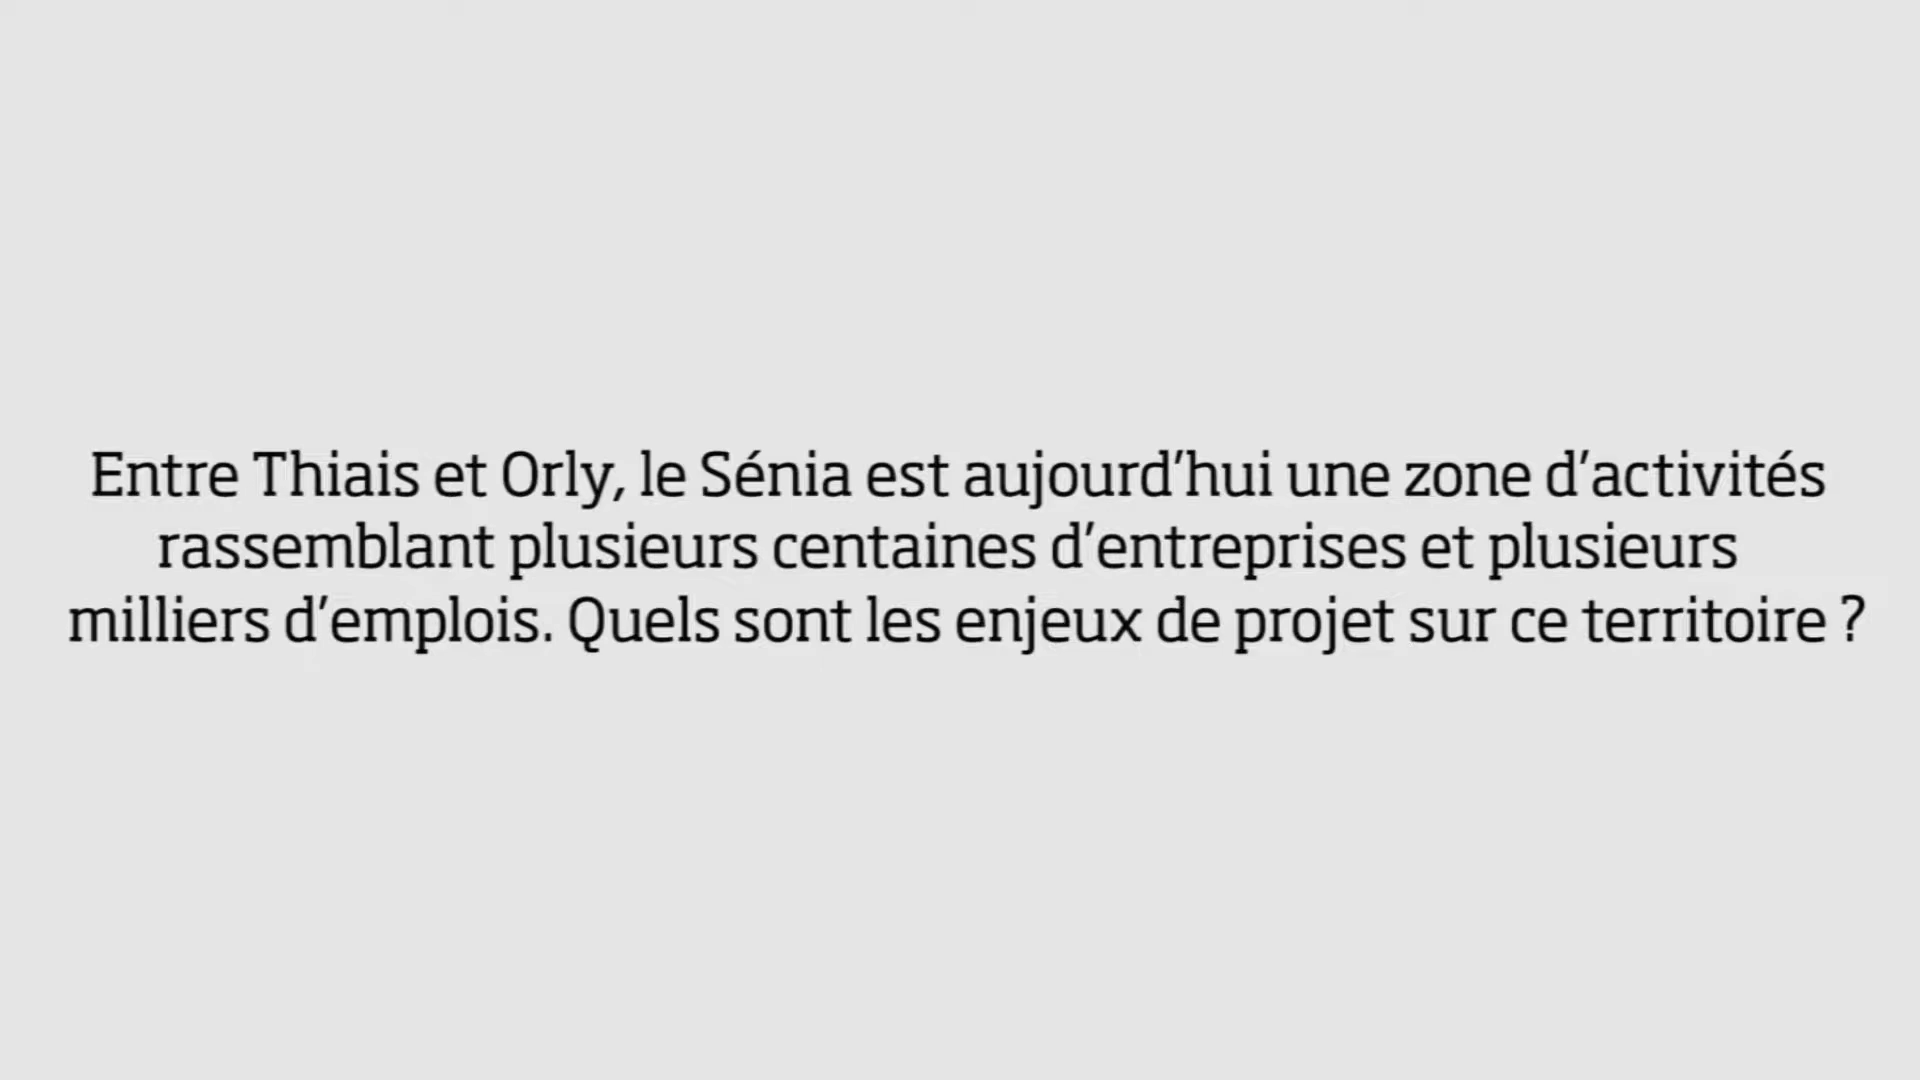 Entre Thiais et Orly, le Sénia est aujourd’hui une zone d’activités
rassemblant plusieurs centaines d’entreprises et plusieurs
milliers d’emplois. Quels sont les enjeux de projet sur ce territoire ?